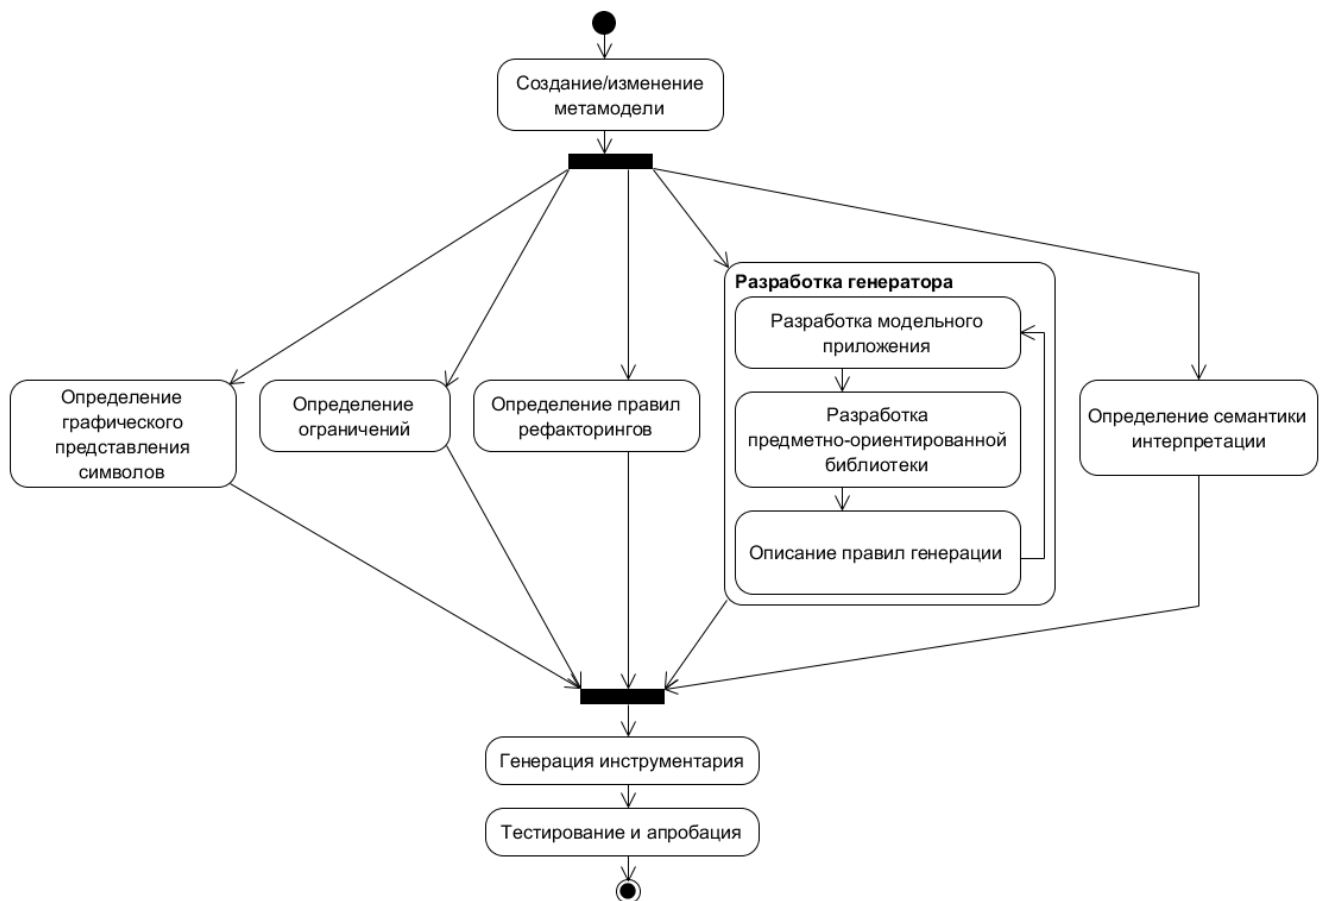 Создание/изменение
метамодели
Разработка генератора
Разработка модельного
приложения
Определение
графического
представления
символов
Определение
ограничений
Определение правил
рефакторингов
Разработка
предметно-ориентированной
библиотеки
Определение семантики
интерпретации
Описание правил генерации
Генерация инструментария
Тестирование и апробация